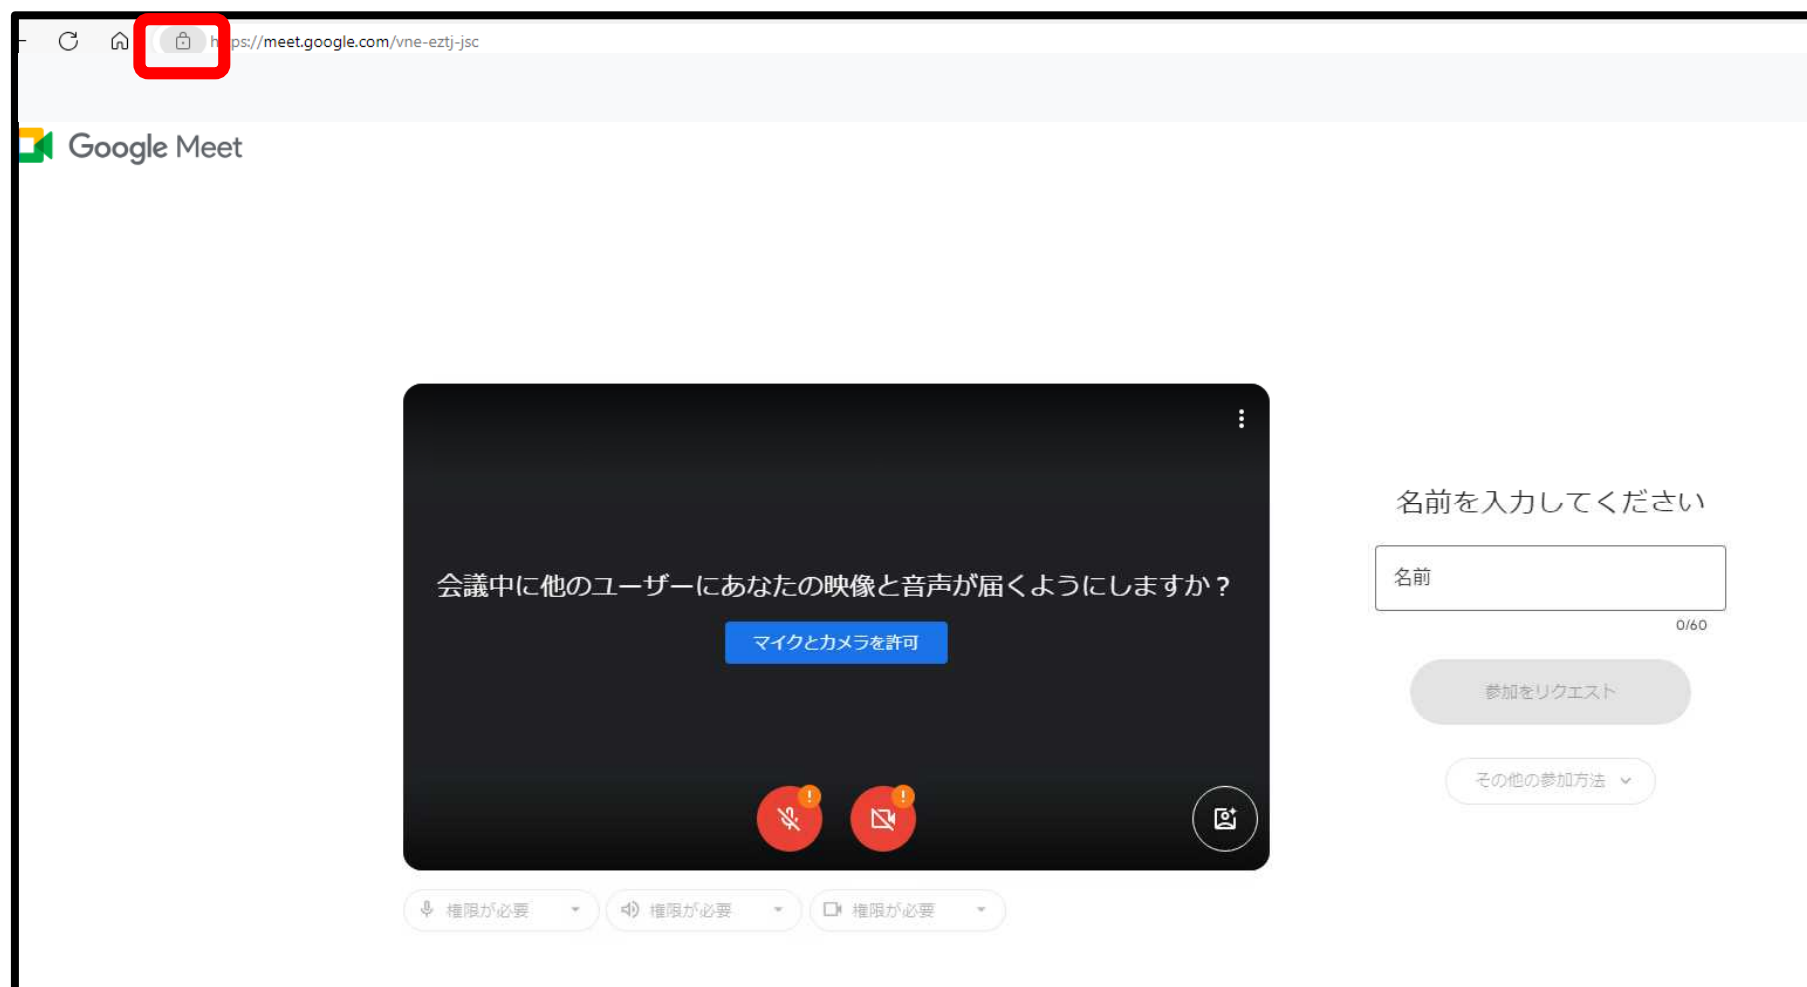 ps://meet.google.com/vne-eztj-jsc
Google Meet
会議中に他のユーザーにあなたの映像と音声が届くようにしますか？
マイクとカメラを許可
権限が必要
権限が必要
権限が必要
名前を入力してください
名前
0/60
参加をリクエスト
その他の参加方法